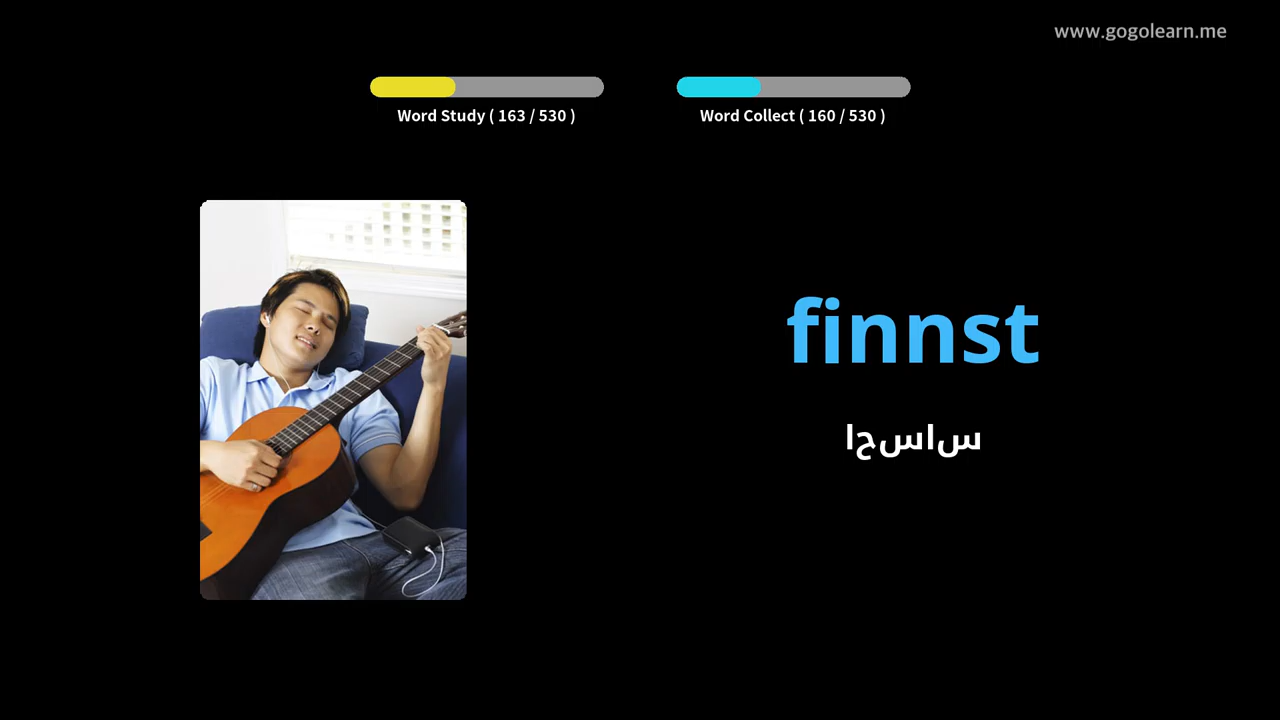 www.gogolearn.me
Word Study ( 163 / 530 )
Word Collect ( 160 / 530 )
finnst
ساسحا